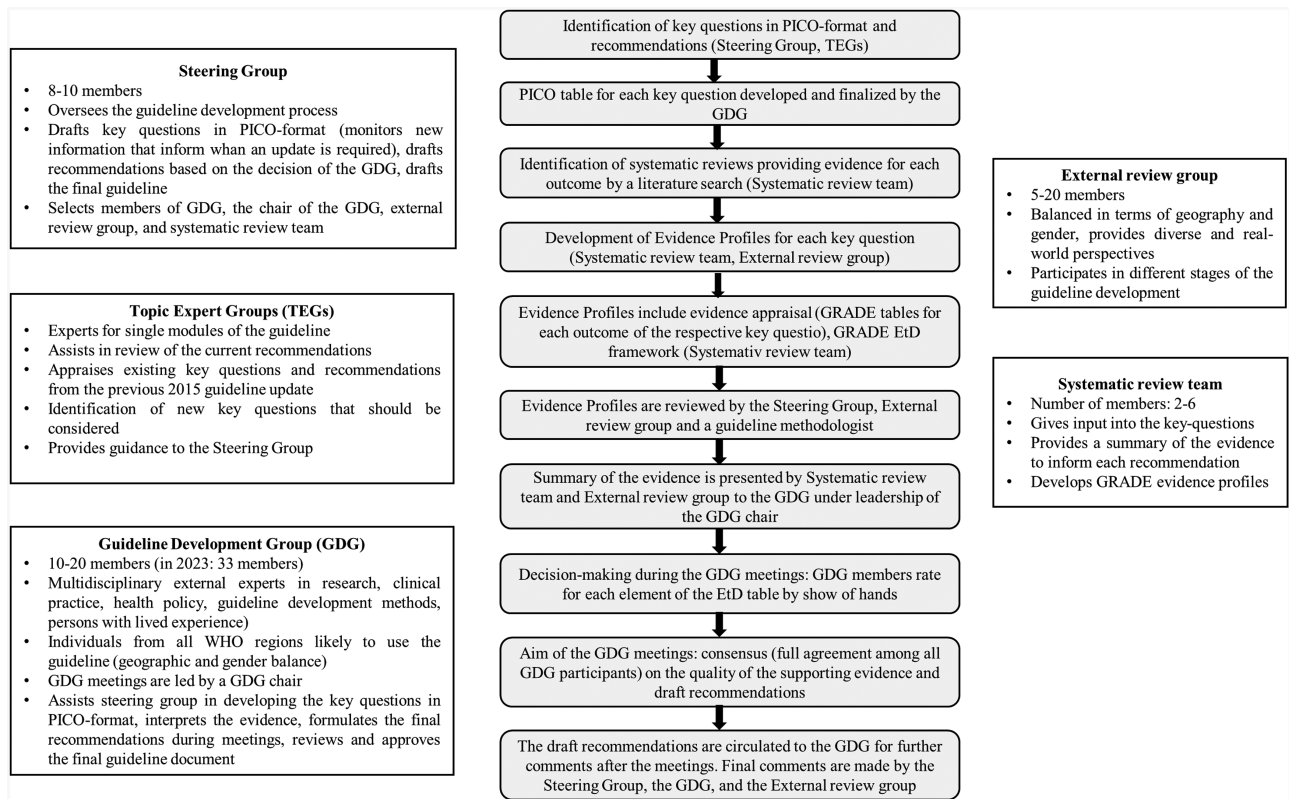 Steering Group
• 8-10 members
• Oversees the guideline development process
• Drafts key questions in PICO-format (monitors new
information that inform whan an update is required), drafts
recommendations based on the decision of the GDG, drafts
the final guideline
• Selects members of GDG, the chair of the GDG, external
review group, and systematic review team
Topic Expert Groups (TEGs)
• Experts for single modules of the guideline
• Assists in review of the current recommendations
• Appraises existing key questions and recommendations
from the previous 2015 guideline update
• Identification of new key questions that should be
considered
• Provides guidance to the Steering Group
Guideline Development Group (GDG)
• 10-20 members (in 2023: 33 members)
• Multidisciplinary external experts in research, clinical
practice, health policy, guideline development methods,
persons with lived experience)
• Individuals from all WHO regions likely to use the
guideline (geographic and gender balance)
• GDG meetings are led by a GDG chair
• Assists steering group in developing the key questions in
PICO-format, interprets the evidence, formulates the final
recommendations during meetings, reviews and approves
the final guideline document
Identification of key questions in PICO-format and
recommendations (Steering Group, TEGs)
PICO table for each key question developed and finalized by the
GDG
Identification of systematic reviews providing evidence for each
outcome by a literature search (Systematic review team)
Development of Evidence Profiles for each key question
(Systematic review team, External review group)
Evidence Profiles include evidence appraisal (GRADE tables for
each outcome of the respective key questio), GRADE EtD
framework (Systemativ review team)
Evidence Profiles are reviewed by the Steering Group, External
review group and a guideline methodologist
Summary of the evidence is presented by Systematic review
team and External review group to the GDG under leadership of
the GDG chair
Decision-making during the GDG meetings: GDG members rate
for each element of the EtD table by show of hands
Aim of the GDG meetings: consensus (full agreement among all
GDG participants) on the quality of the supporting evidence and
draft recommendations
The draft recommendations are circulated to the GDG for further
comments after the meetings. Final comments are made by the
Steering Group, the GDG, and the External review group
External review group
• 5-20 members
• Balanced in terms of geography and
gender, provides diverse and real-
world perspectives
• Participates in different stages of the
guideline development
Systematic review team
• Number of members: 2-6
• Gives input into the key-questions
• Provides a summary of the evidence
to inform each recommendation
• Develops GRADE evidence profiles